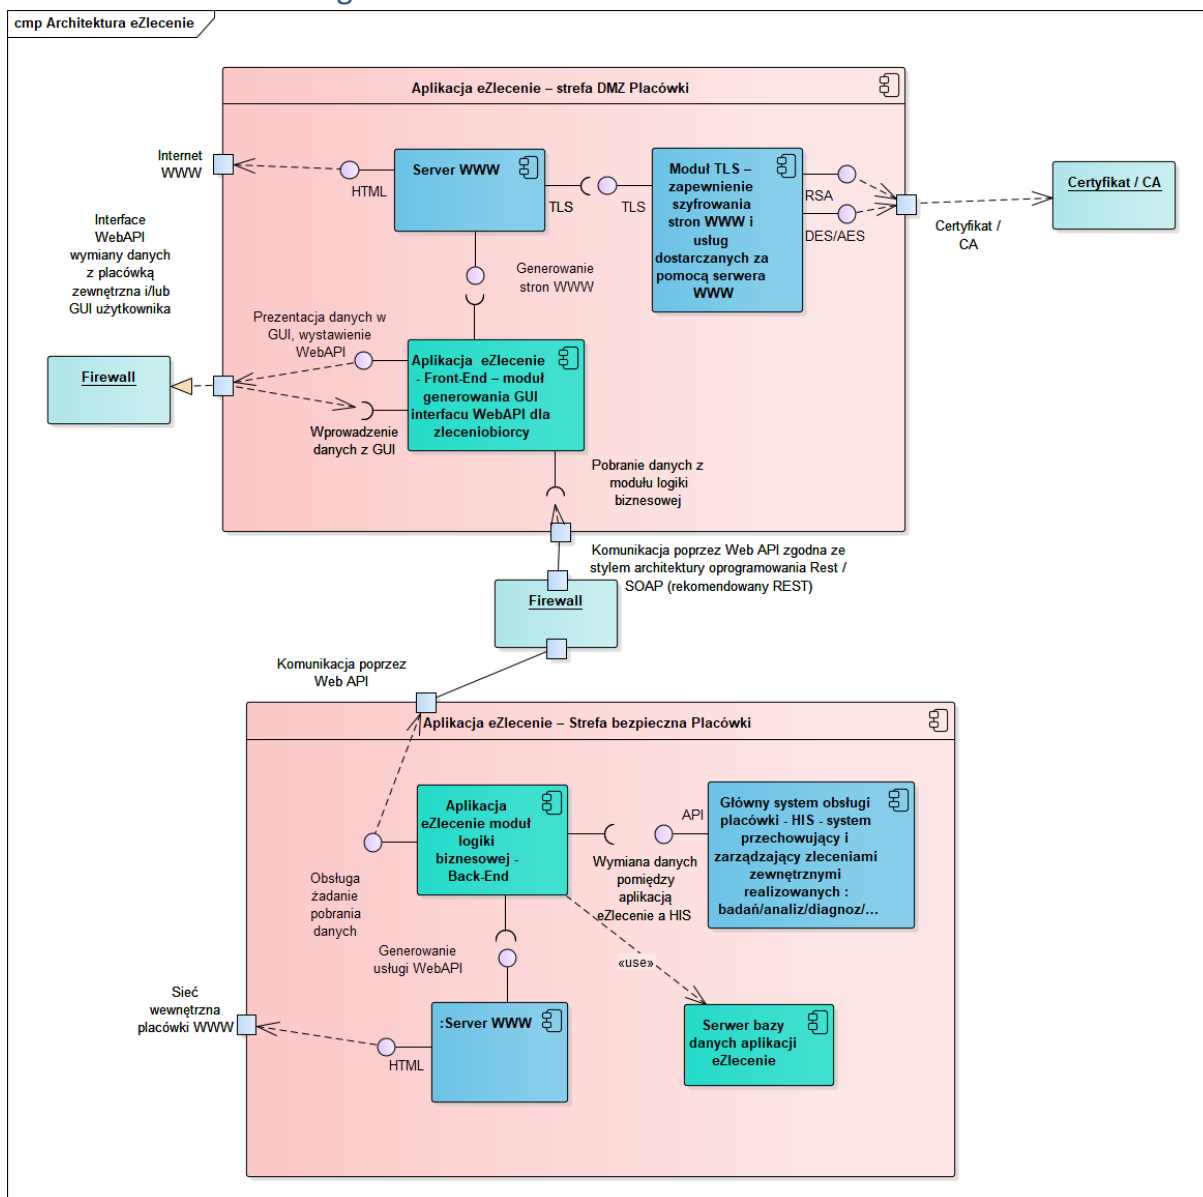 cmp Architektura eZlecenie
Aplikacja eZlecenie – strefa DMZ Placówki
Internet
WWW
HTML
Server WWW
TLS
TLS
Moduł TLS –
zapewnienie
szyfrowania
stron WWW i
usług
dostarczanych za
pomocą serwera
WWW
RSA
DES/AES
Certyfikat /
CA
Certyfikat / CA
Interface
WebAPI
wymiany danych
z placówką
zewnętrzna i/lub
GUI użytkownika
Generowanie
stron WWW
Prezentacja danych w
GUI, wystawienie
WebAPI
Firewall
Aplikacja eZlecenie
- Front-End – moduł
generowania GUI
interfacu WebAPI dla
zleceniobiorcy
Wprowadzenie
danych z GUI
Pobranie danych z
modułu logiki
biznesowej
Komunikacja poprzez Web API zgodna ze
stylem architektury oprogramowania Rest /
SOAP (rekomendowany REST)
Firewall
Komunikacja poprzez
Web API
Aplikacja eZlecenie – Strefa bezpieczna Placówki
Aplikacja
eZlecenie moduł
logiki
biznesowej -
Back-End
API
Główny system obsługi
placówki - HIS - system
przechowujący i
zarządzający zleceniami
zewnętrznymi
realizowanych :
badań/analiz/diagnoz/...
Wymiana danych
pomiędzy
aplikacją
eZlecenie a HIS
Obsługa
żadanie
pobrania
danych
Generowanie
usługi WebAPI
«use»
Sieć
wewnętrzna
placówki WWW
HTML
:Server WWW
Serwer bazy
danych aplikacji
eZlecenie